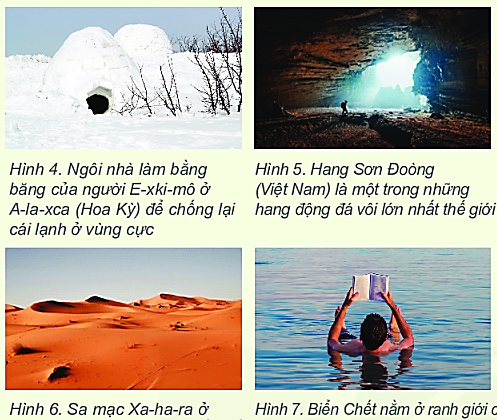 Hình 4. Ngôi nhà làm bằng
băng của người E-xki-mô ở
A-la-xca (Hoa Kỳ) để chống lại
cái lạnh ở vùng cực
Hình 5. Hang Sơn Đoòng
(Việt Nam) là một trong những
hang động đá vôi lớn nhất thế giới
Hình 6. Sa mạc Xa-ha-ra ở
Hình 7. Biển Chết nằm ở ranh giới